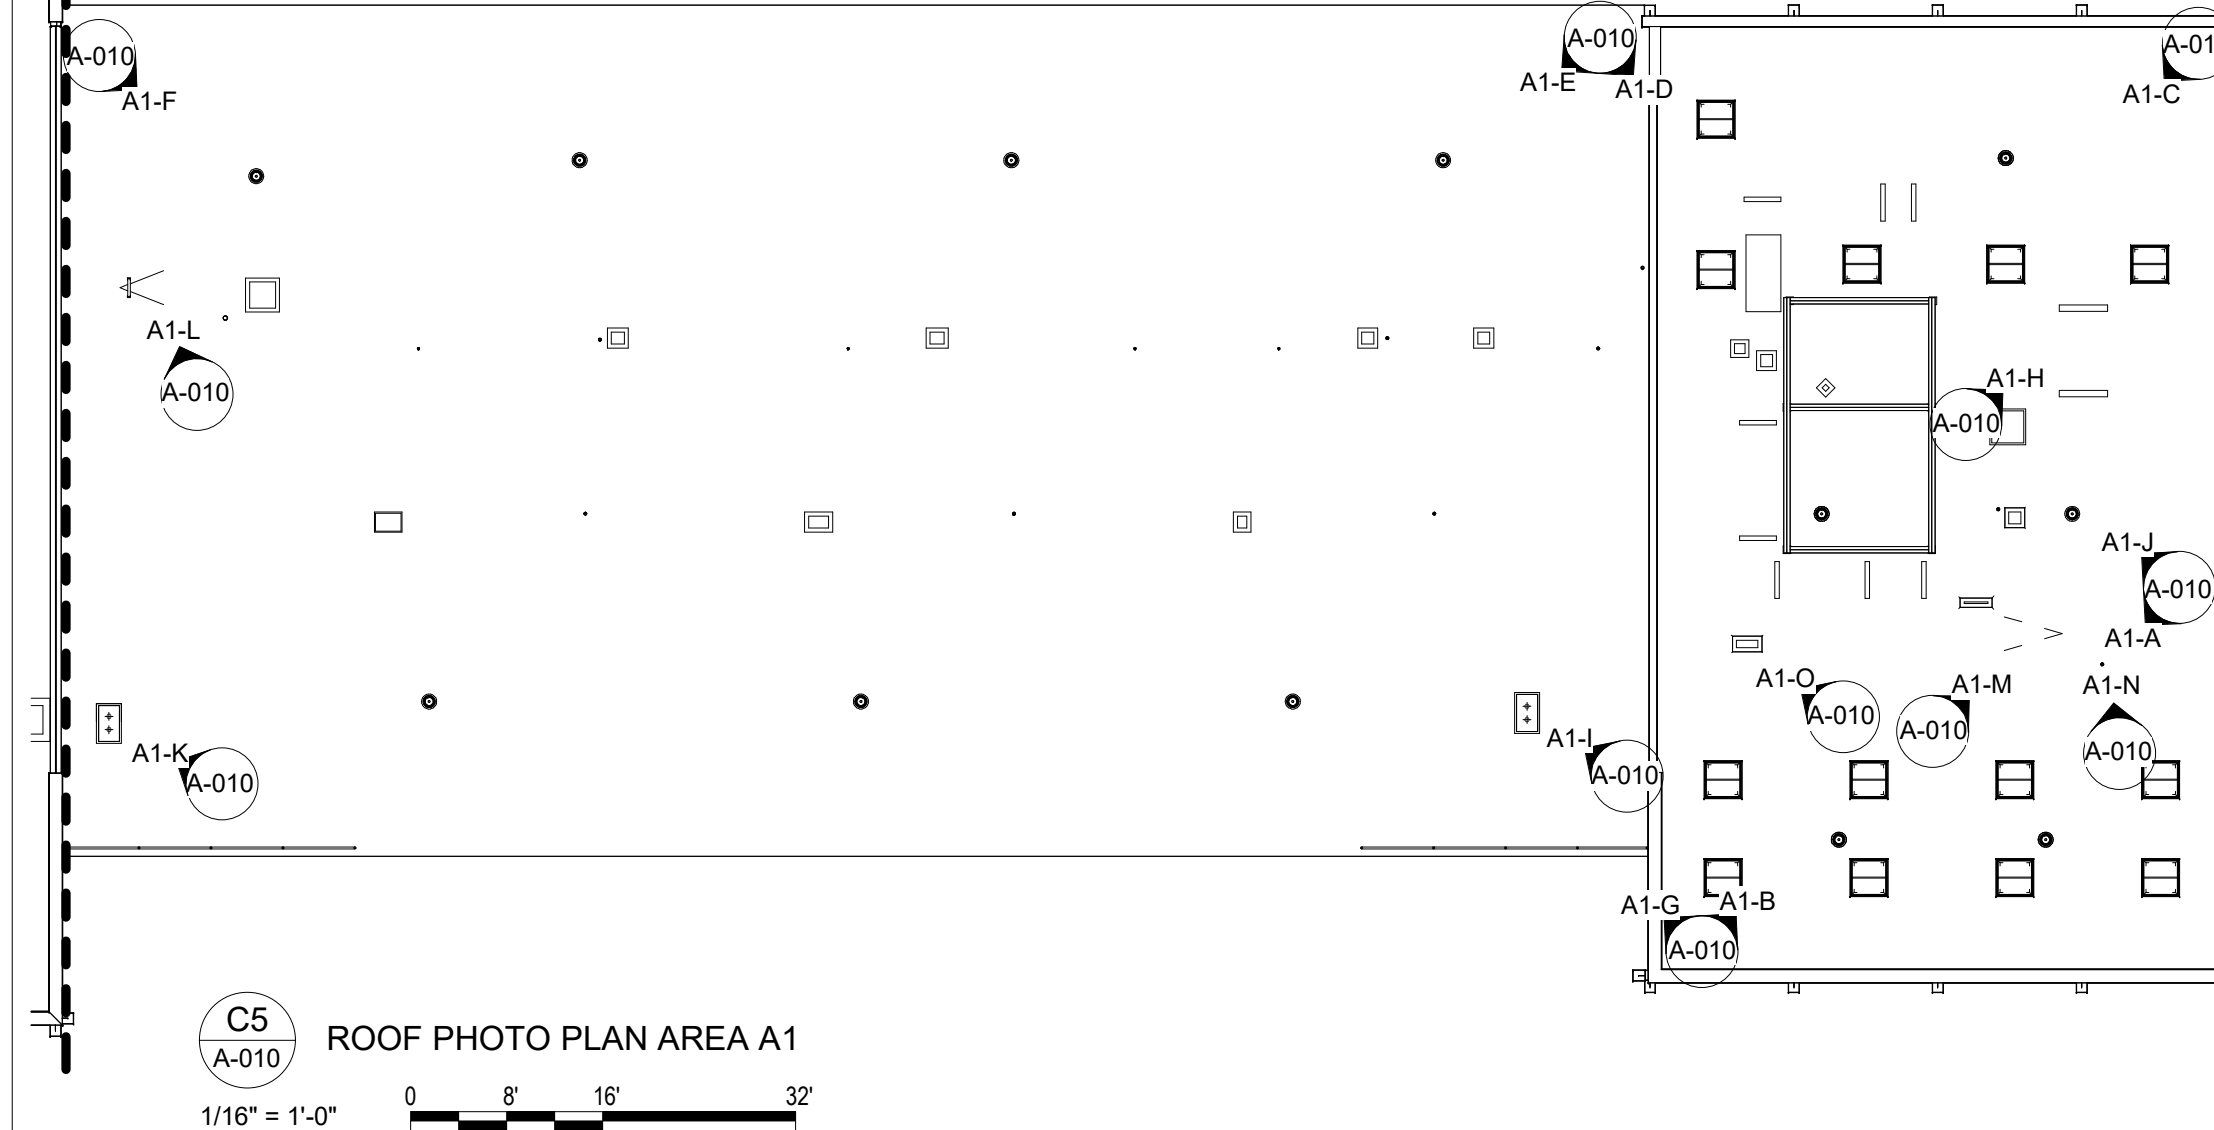 A-010
A1-F
A-010
A1-E
A1-D
A-01
A1-C
A1-L
A-010
A1-H
A-010
A1-J
A-010
A1-A
A1-O
A-010
A1-M
A-010
A1-N
A-010
A1-K
A-010
A1-I
A-010
A1-G
A1-B
A-010
C5
A-010
ROOF PHOTO PLAN AREA A1
1/16" = 1'-0"
0 8' 16' 32'